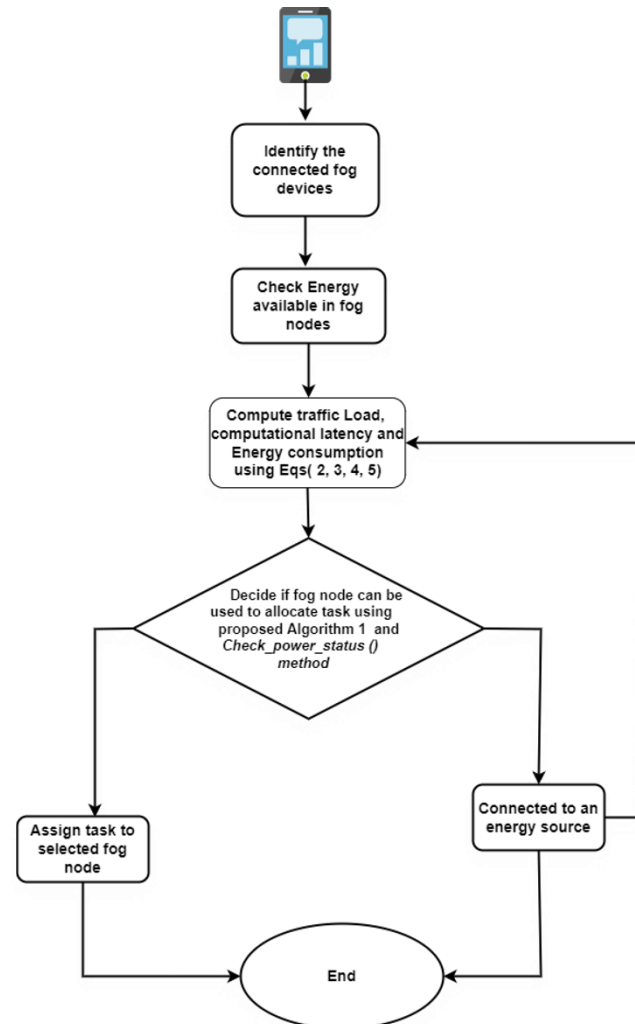 Identify the
connected fog
devices
Check Energy
available in fog
nodes
Compute traffic Load,
computational latency and
Energy consumption
using Eqs( 2, 3, 4, 5)
Decide if fog node can be
used to allocate task using
proposed Algorithm 1 and
Check_power_status ()
method
Assign task to
selected fog
node
Connected to an
energy source
End